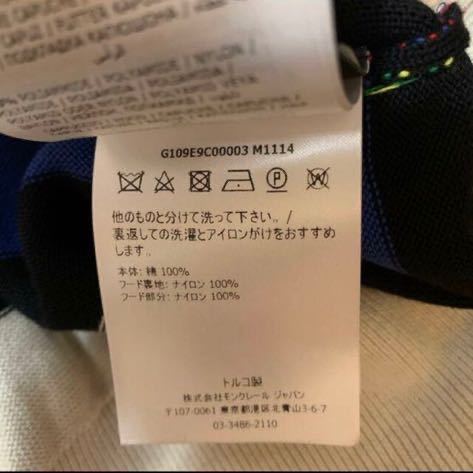 G109E9C00003 M1114
P
他のものと分けて洗って下さい。/
裏返しての洗濯とアイロンがけをおすすめ
します。.
本体: 綿 100%
フード裏地: ナイロン 100%
フード部分: ナイロン 100%
トルコ製
株式会社モンクレール ジャパン
〒107-0061 東京都港区北青山3-6-7
03-3486-2110